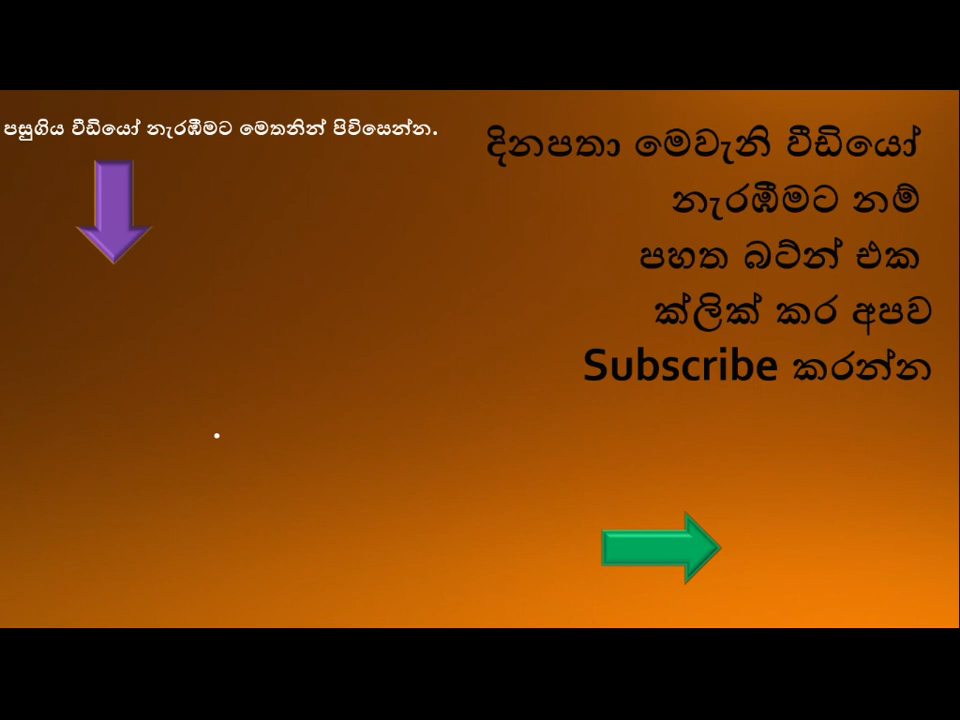 පසුගිය වීඩියෝ නැරඹීමට මෙතනින් පිවිසෙන්න.
දිනපතා මෙවැනි වීඩියෝ
නැරඹීමට නම්
පහත බටන් එක
ක්ලික් කර අපව
Subscribe කරන්න